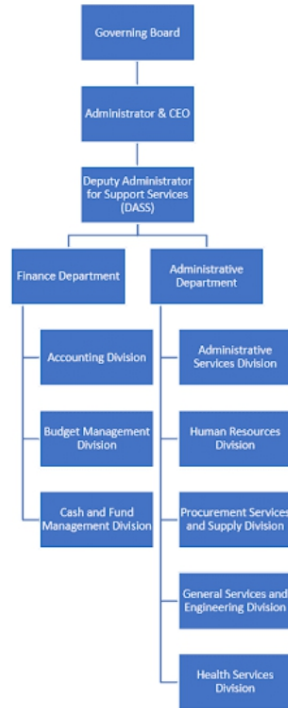 Governing Board
Administrator & CEO
Deputy Administrator
for Support Services
(DASS)
Finance Department
Administrative
Department
Accounting Division
Administrative
Services Division
Budget Management
Division
Human Resources
Division
Cash and Fund
Management Division
Procurement Services
and Supply Division
General Services and
Engineering Division
Health Services
Division